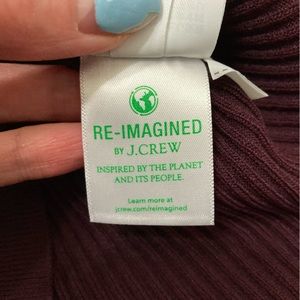 RE-IMAGINED
BY J.CREW
INSPIRED BY THE PLANET
AND ITS PEOPLE.
Learn more at
jcrew.com/reimagined